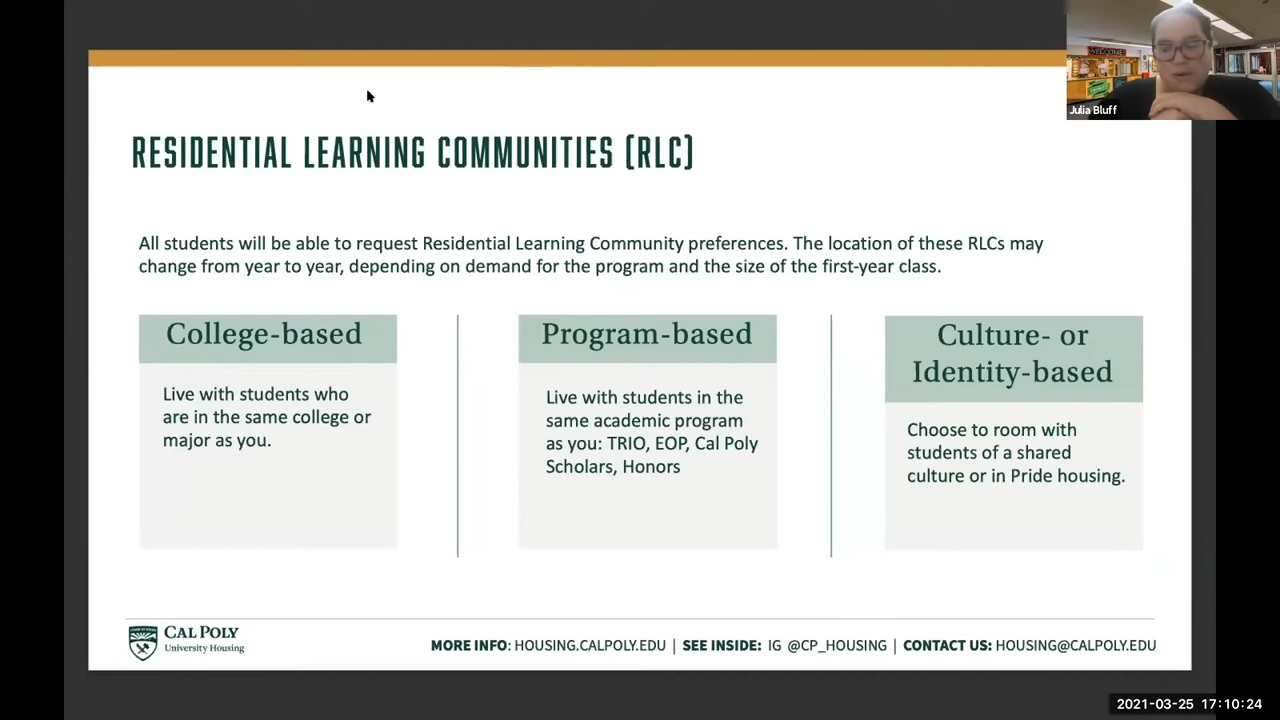 WELCOME
Julia Bluff
RESIDENTIAL LEARNING COMMUNITIES (RLC)
All students will be able to request Residential Learning Community preferences. The location of these RLCs may
change from year to year, depending on demand for the program and the size of the first-year class.
College-based
Live with students who
are in the same college or
major as you.
Program-based
Live with students in the
same academic program
as you: TRIO, EOP, Cal Poly
Scholars, Honors
Culture- or
Identity-based
Choose to room with
students of a shared
culture or in Pride housing.
CAL POLY
University Housing
MORE INFO: HOUSING.CALPOLY.EDU | SEE INSIDE: IG @CP_HOUSING | CONTACT US: HOUSING@CALPOLY.EDU
2021-03-25 17:10:24